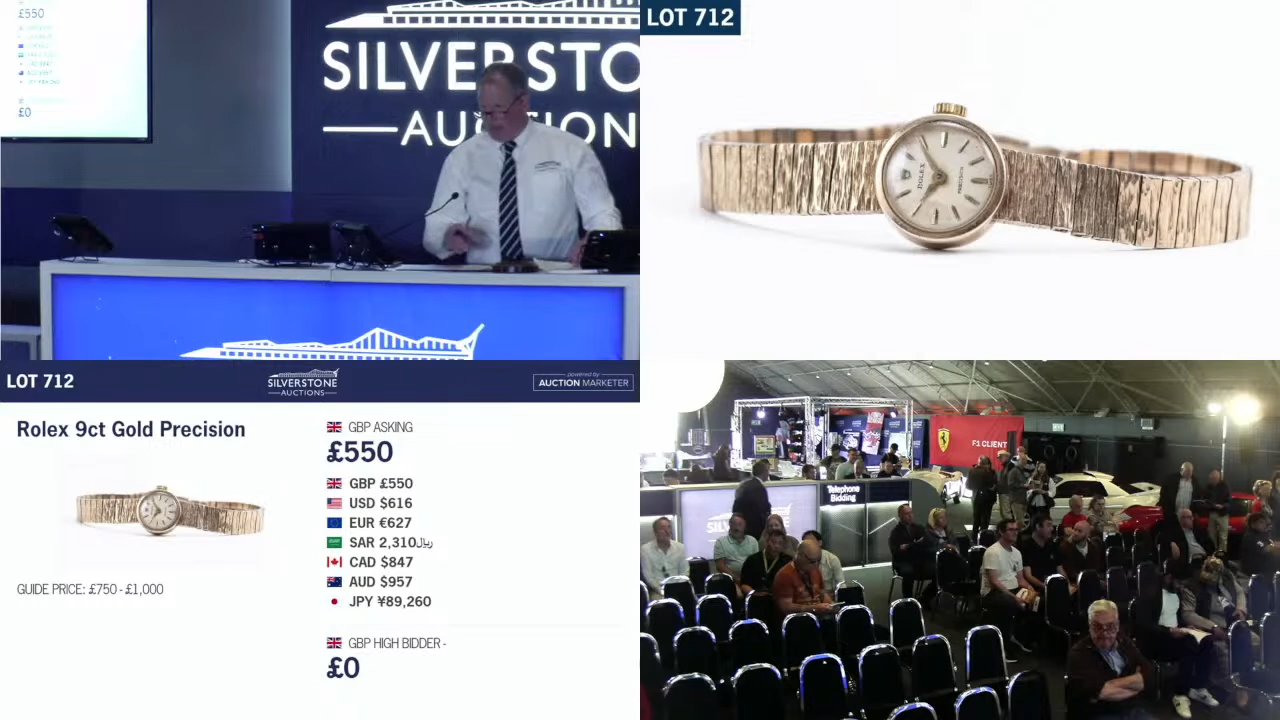 £550
£0
SILVERSTO
AUCTION
LOT 712
ROLEX
PRECISION
LOT 712
SILVERSTONE
AUCTIONS
powered by
AUCTION MARKETER
Rolex 9ct Gold Precision
GUIDE PRICE: £750 - £1,000
GBP ASKING
£550
GBP £550
USD $616
EUR €627
SAR 2,310﷼
CAD $847
AUD $957
JPY ¥89,260
GBP HIGH BIDDER -
£0
F1 CLIENT
Telephone
Bidding